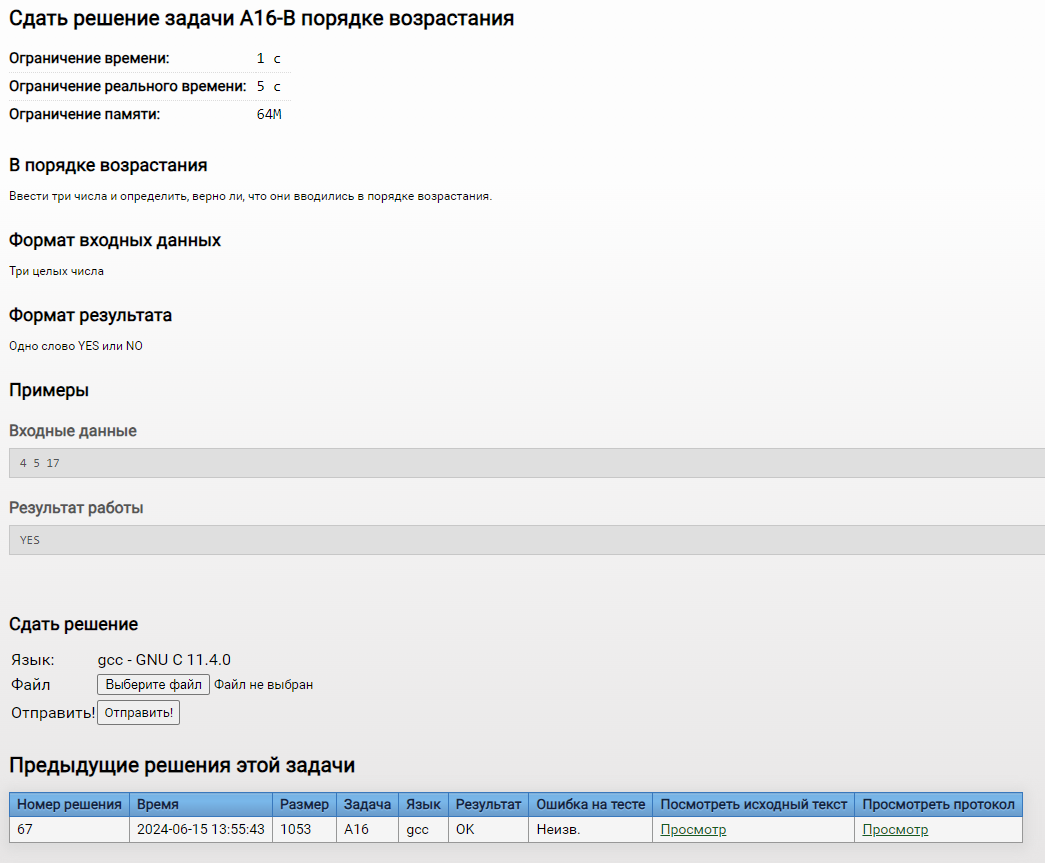 Сдать решение задачи A16-В порядке возрастания
Ограничение времени: 1 с
Ограничение реального времени: 5 с
Ограничение памяти: 64M
В порядке возрастания
Ввести три числа и определить, верно ли, что они вводились в порядке возрастания.
Формат входных данных
Три целых числа
Формат результата
Одно слово YES или NO
Примеры
Входные данные
4 5 17
Результат работы
YES
Сдать решение
Язык: gcc - GNU C 11.4.0
Файл Выберите файл Файл не выбран
Отправить! Отправить!
Предыдущие решения этой задачи
Номер решения Время Размер Задача Язык Результат Ошибка на тесте Посмотреть исходный текст Просмотреть протокол
67 2024-06-15 13:55:43 1053 A16 gcc OK Неизв. Просмотр Просмотр